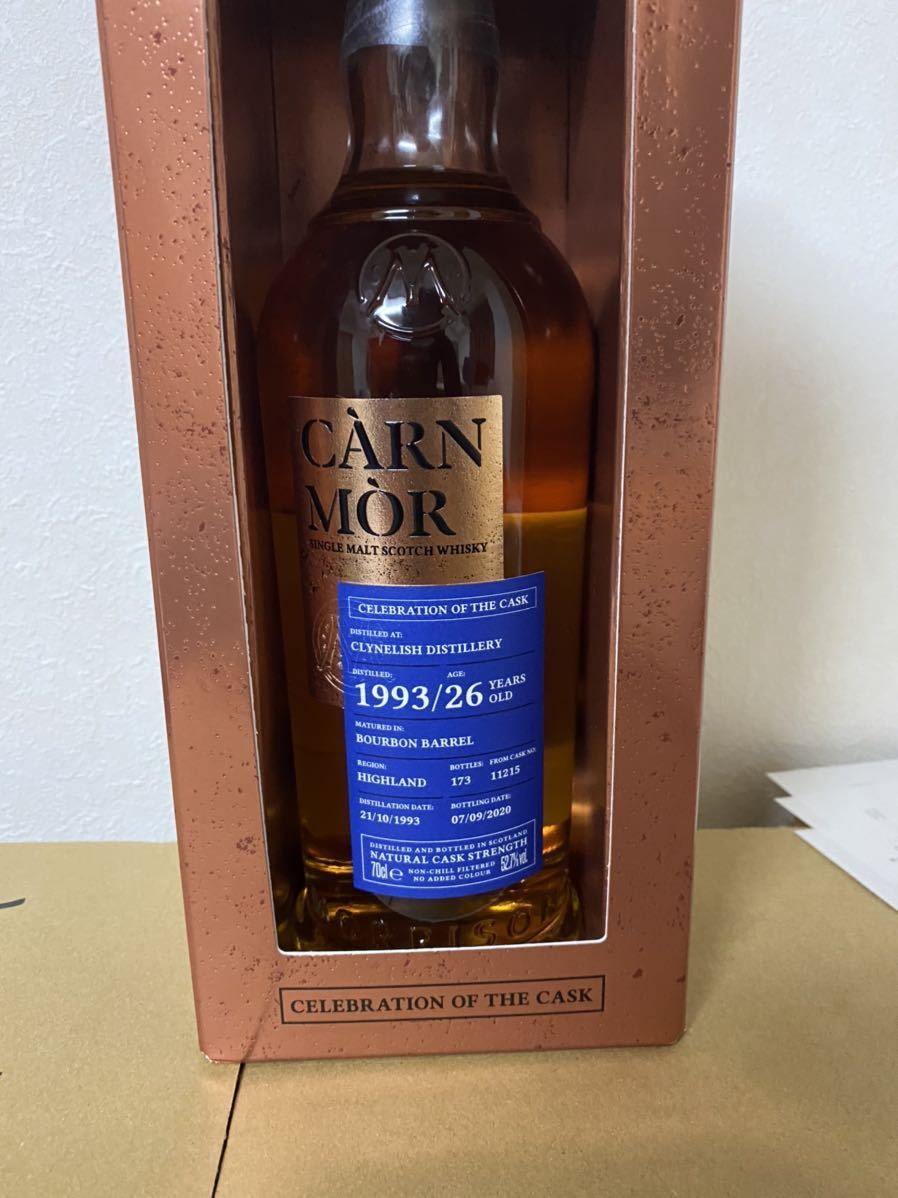 CÀRN
MÒR
SINGLE MALT SCOTCH WHISKY
CELEBRATION OF THE CASK
DISTILLED AT:
CLYNELISH DISTILLERY
DISTILLED: AGE:
1993/26 YEARS OLD
MATURED IN:
BOURBON BARREL
REGION: BOTTLES: FROM CASK NO:
HIGHLAND 173 11215
DISTILLATION DATE: BOTTLING DATE:
21/10/1993 07/09/2020
DISTILLED AND BOTTLED IN SCOTLAND
NATURAL CASK STRENGTH
70cl e NON-CHILL FILTERED 52.7% vol
NO ADDED COLOUR
CELEBRATION OF THE CASK